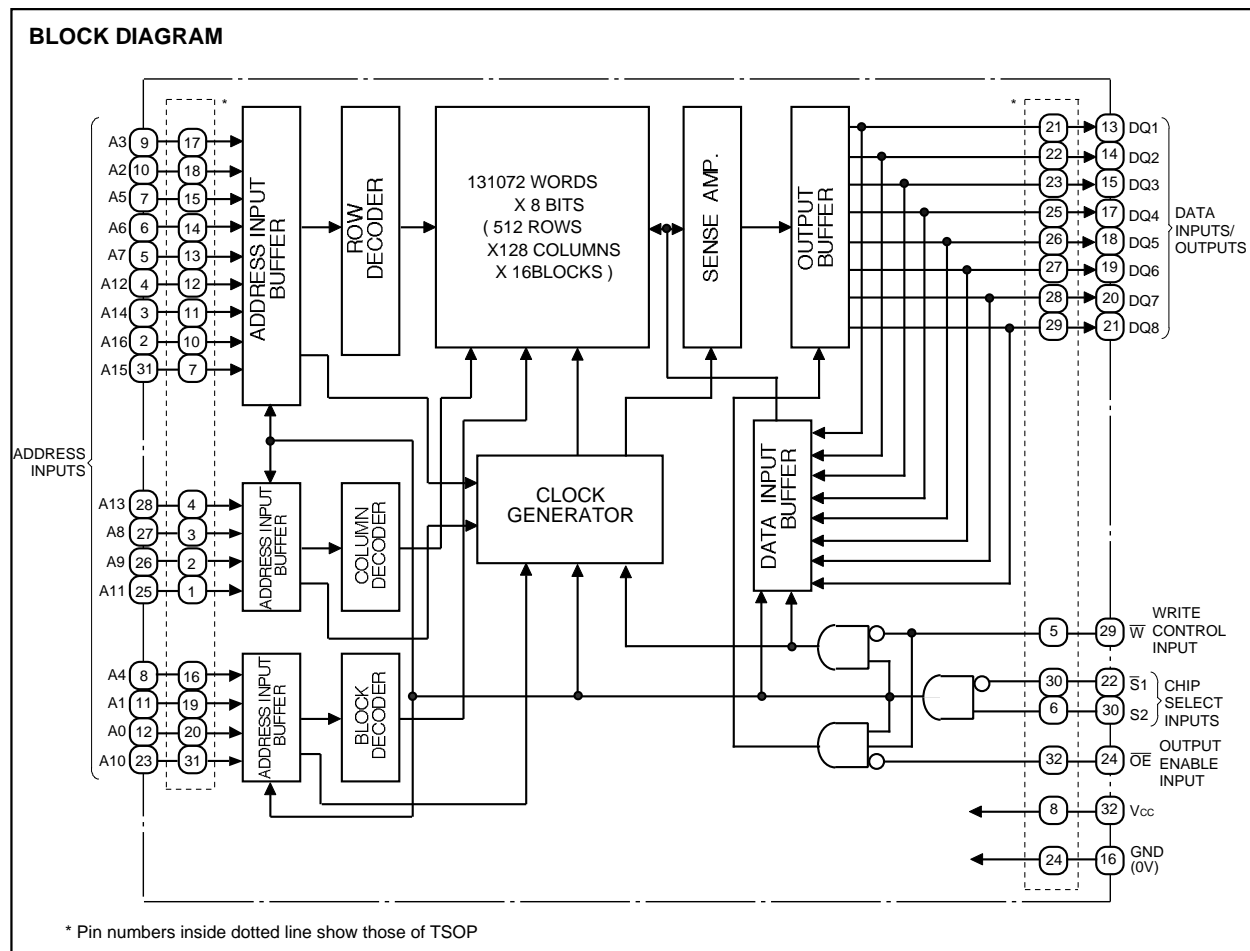 BLOCK DIAGRAM
* *
A3 9 17
A2 10 18
A5 7 15
A6 6 14
A7 5 13
A12 4 12
A14 3 11
A16 2 10
A15 31 7
ADDRESS
INPUTS
A13 28 4
A8 27 3
A9 26 2
A11 25 1
A4 8 16
A1 11 19
A0 12 20
A10 23 31
ADDRESS INPUT
BUFFER
ROW
DECODER
131072 WORDS
X 8 BITS
( 512 ROWS
X128 COLUMNS
X 16BLOCKS )
SENSE AMP.
OUTPUT
BUFFER
21 13 DQ1
22 14 DQ2
23 15 DQ3
25 17 DQ4
26 18 DQ5
27 19 DQ6
28 20 DQ7
29 21 DQ8
DATA
INPUTS/
OUTPUTS
ADDRESS INPUT
BUFFER
COLUMN
DECODER
CLOCK
GENERATOR
DATA INPUT
BUFFER
ADDRESS INPUT
BUFFER
BLOCK
DECODER
5 29 W̅
WRITE
CONTROL
INPUT
30 22 S̅1
6 30 S2
CHIP
SELECT
INPUTS
32 24 O̅E̅
OUTPUT
ENABLE
INPUT
8 32 Vcc
24 16 GND
(0V)
* Pin numbers inside dotted line show those of TSOP